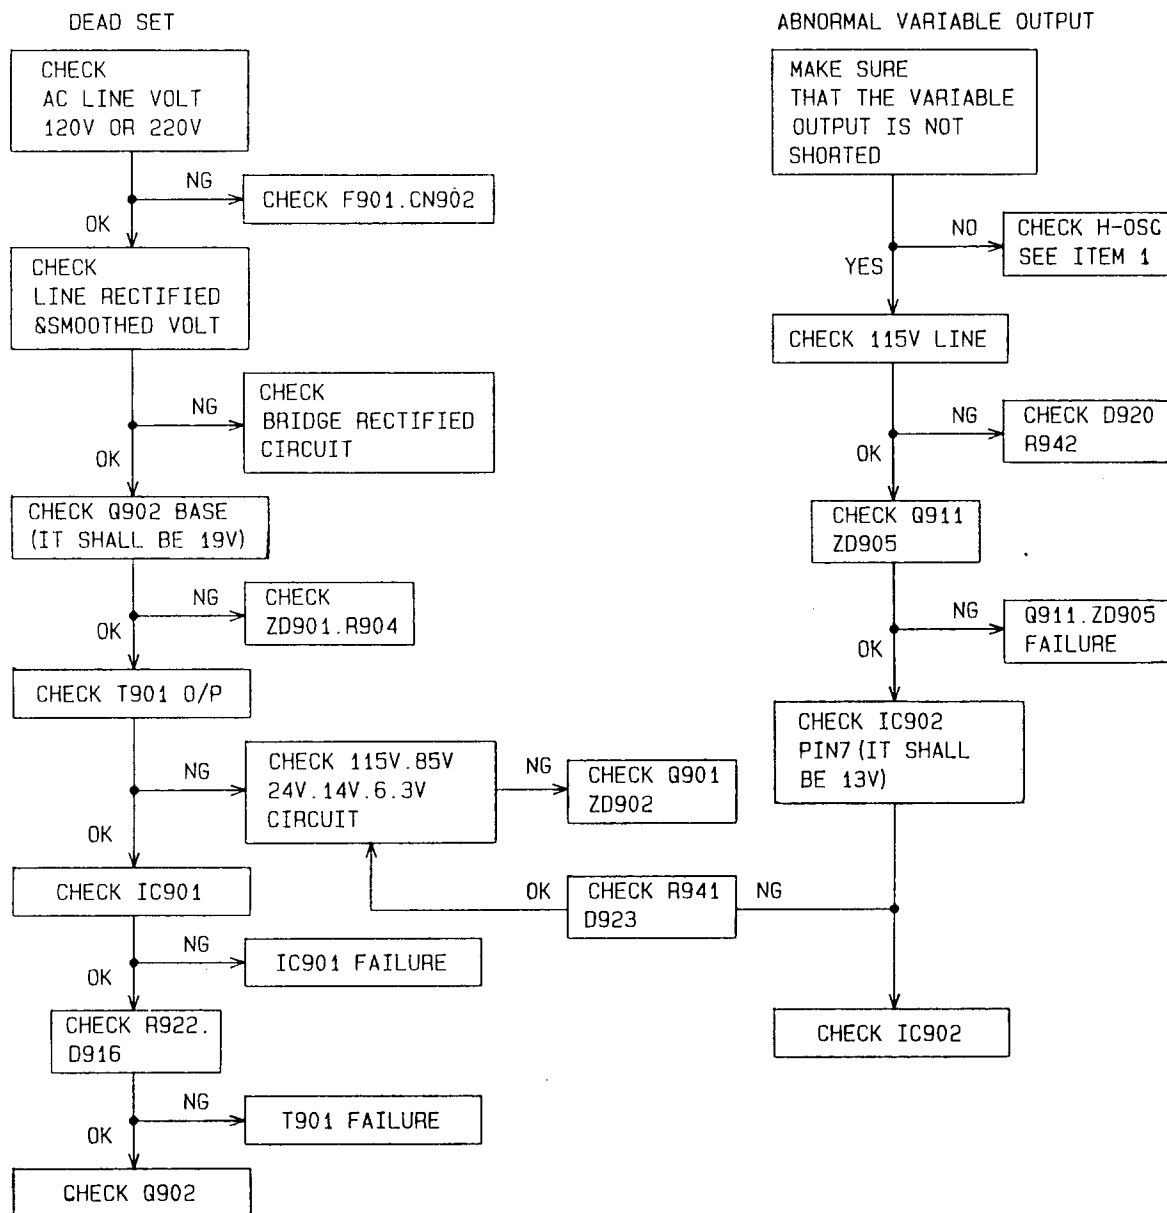 DEAD SET
CHECK
AC LINE VOLT
120V OR 220V
NG
CHECK F901.CN902
OK
CHECK
LINE RECTIFIED
&SMOOTHED VOLT
NG
CHECK
BRIDGE RECTIFIED
CIRCUIT
OK
CHECK Q902 BASE
(IT SHALL BE 19V)
NG
CHECK
ZD901.R904
OK
CHECK T901 O/P
NG
CHECK 115V.85V
24V.14V.6.3V
CIRCUIT
NG
CHECK Q901
ZD902
OK
CHECK IC901
NG
IC901 FAILURE
OK
CHECK R922.
D916
NG
T901 FAILURE
OK
CHECK Q902
ABNORMAL VARIABLE OUTPUT
MAKE SURE
THAT THE VARIABLE
OUTPUT IS NOT
SHORTED
NO
CHECK H-OSC
SEE ITEM 1
YES
CHECK 115V LINE
NG
CHECK D920
R942
OK
CHECK Q911
ZD905
NG
Q911.ZD905
FAILURE
OK
CHECK IC902
PIN7(IT SHALL
BE 13V)
NG
CHECK R941
D923
OK
CHECK IC902